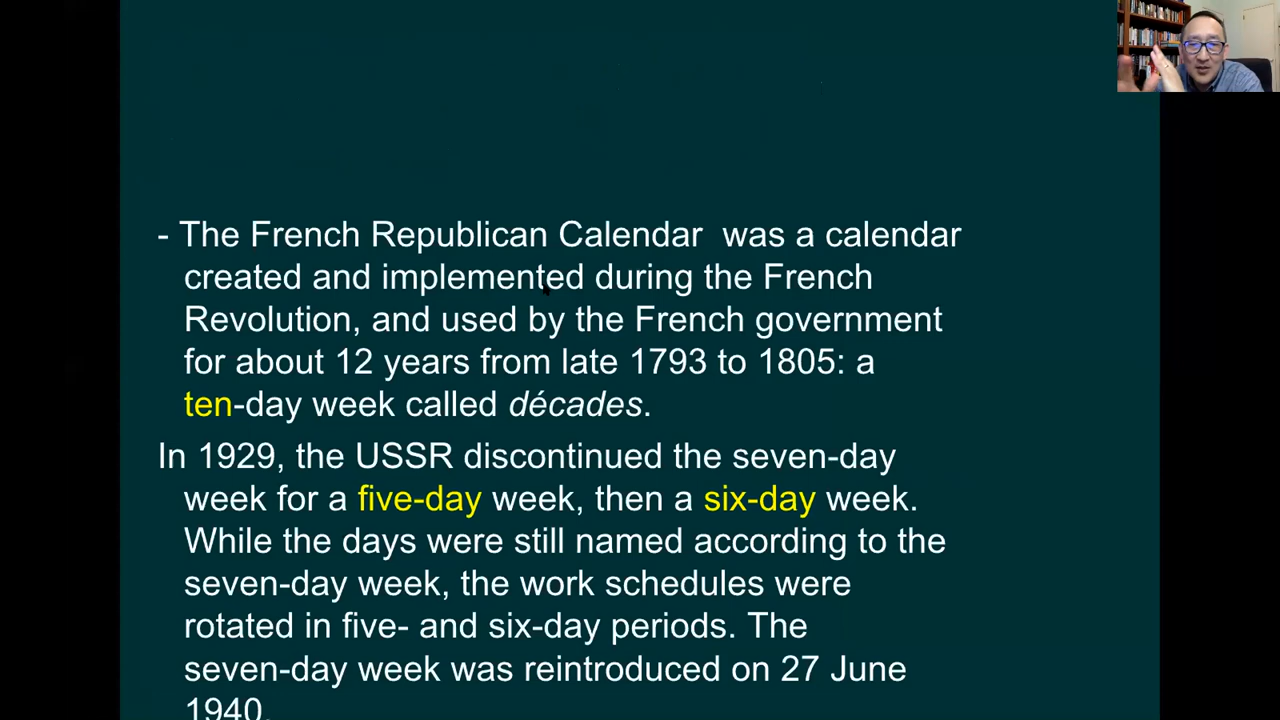 - The French Republican Calendar was a calendar
created and implemented during the French
Revolution, and used by the French government
for about 12 years from late 1793 to 1805: a
ten-day week called décades.
In 1929, the USSR discontinued the seven-day
week for a five-day week, then a six-day week.
While the days were still named according to the
seven-day week, the work schedules were
rotated in five- and six-day periods. The
seven-day week was reintroduced on 27 June
1940.